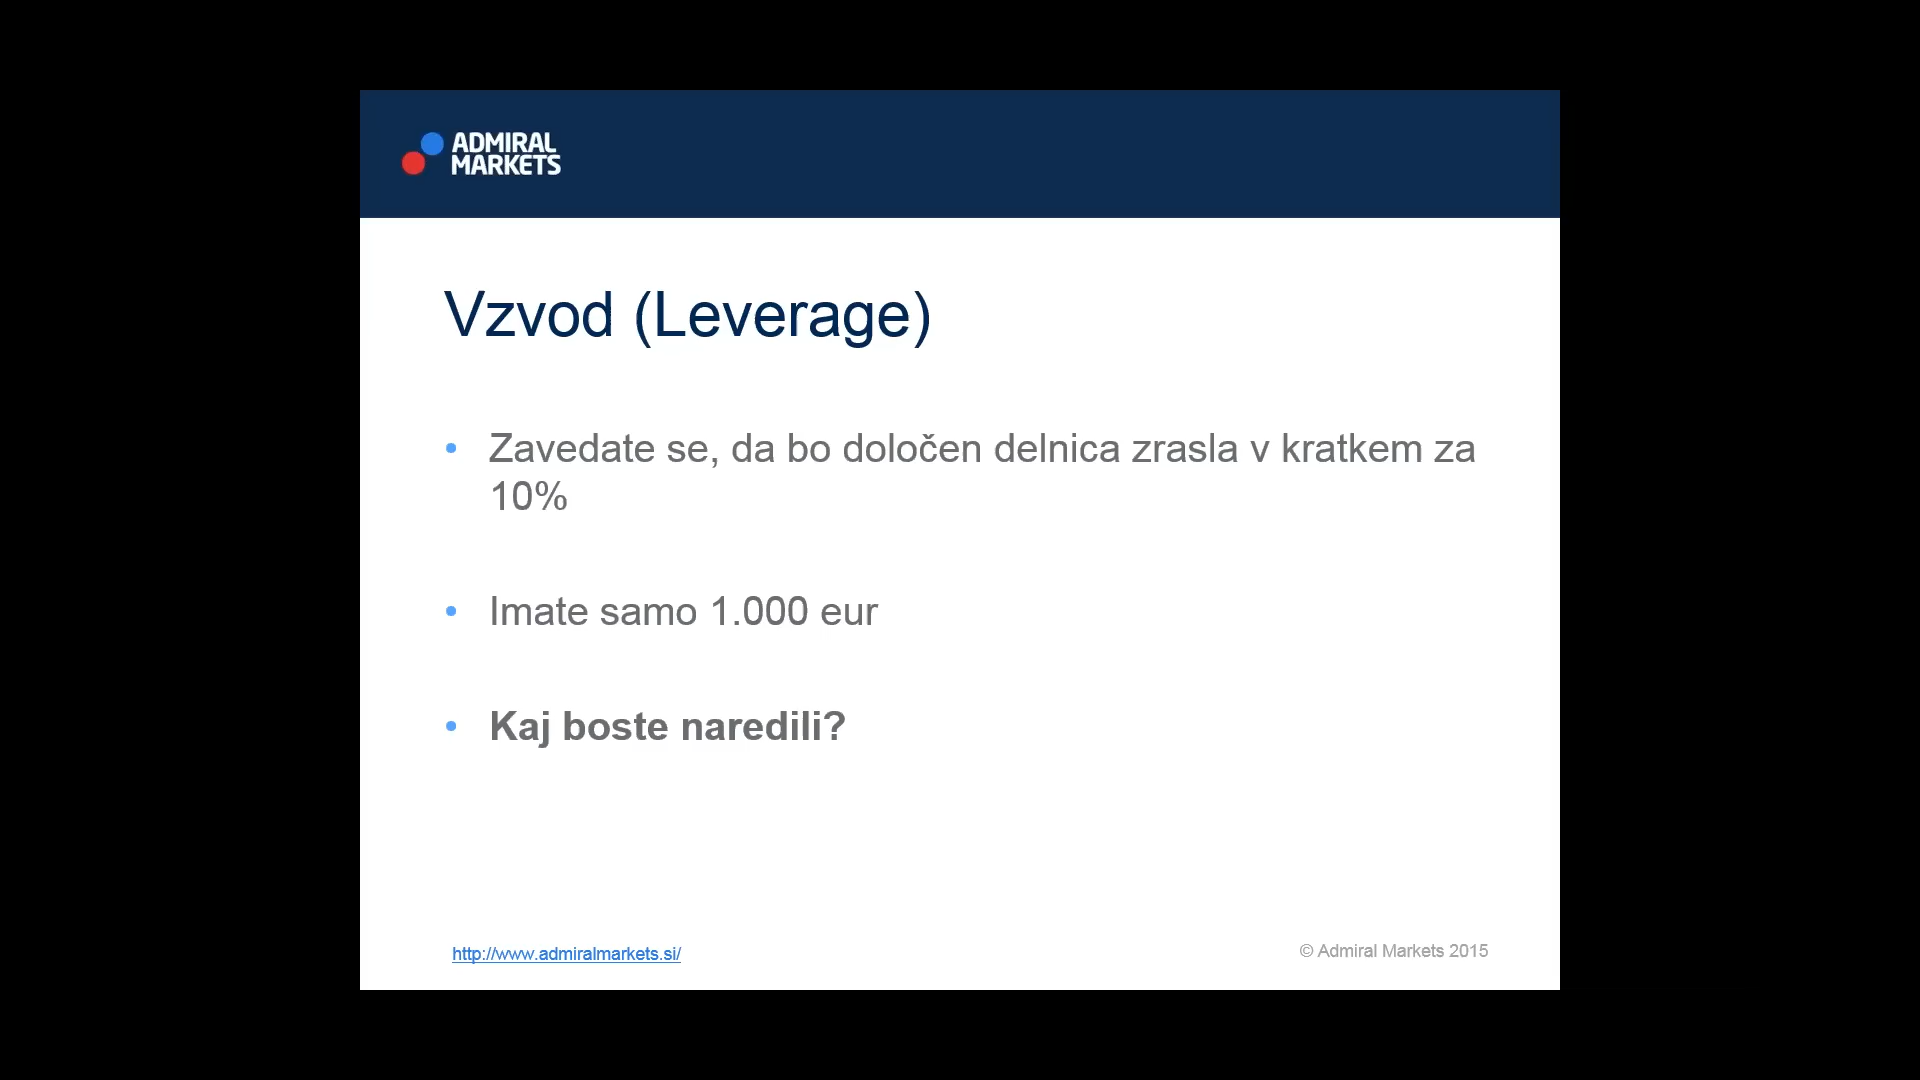 ADMIRAL
MARKETS
Vzvod (Leverage)
• Zavedate se, da bo določen delnica zrasla v kratkem za
10%
• Imate samo 1.000 eur
• Kaj boste naredili?
http://www.admiralmarkets.si/
© Admiral Markets 2015